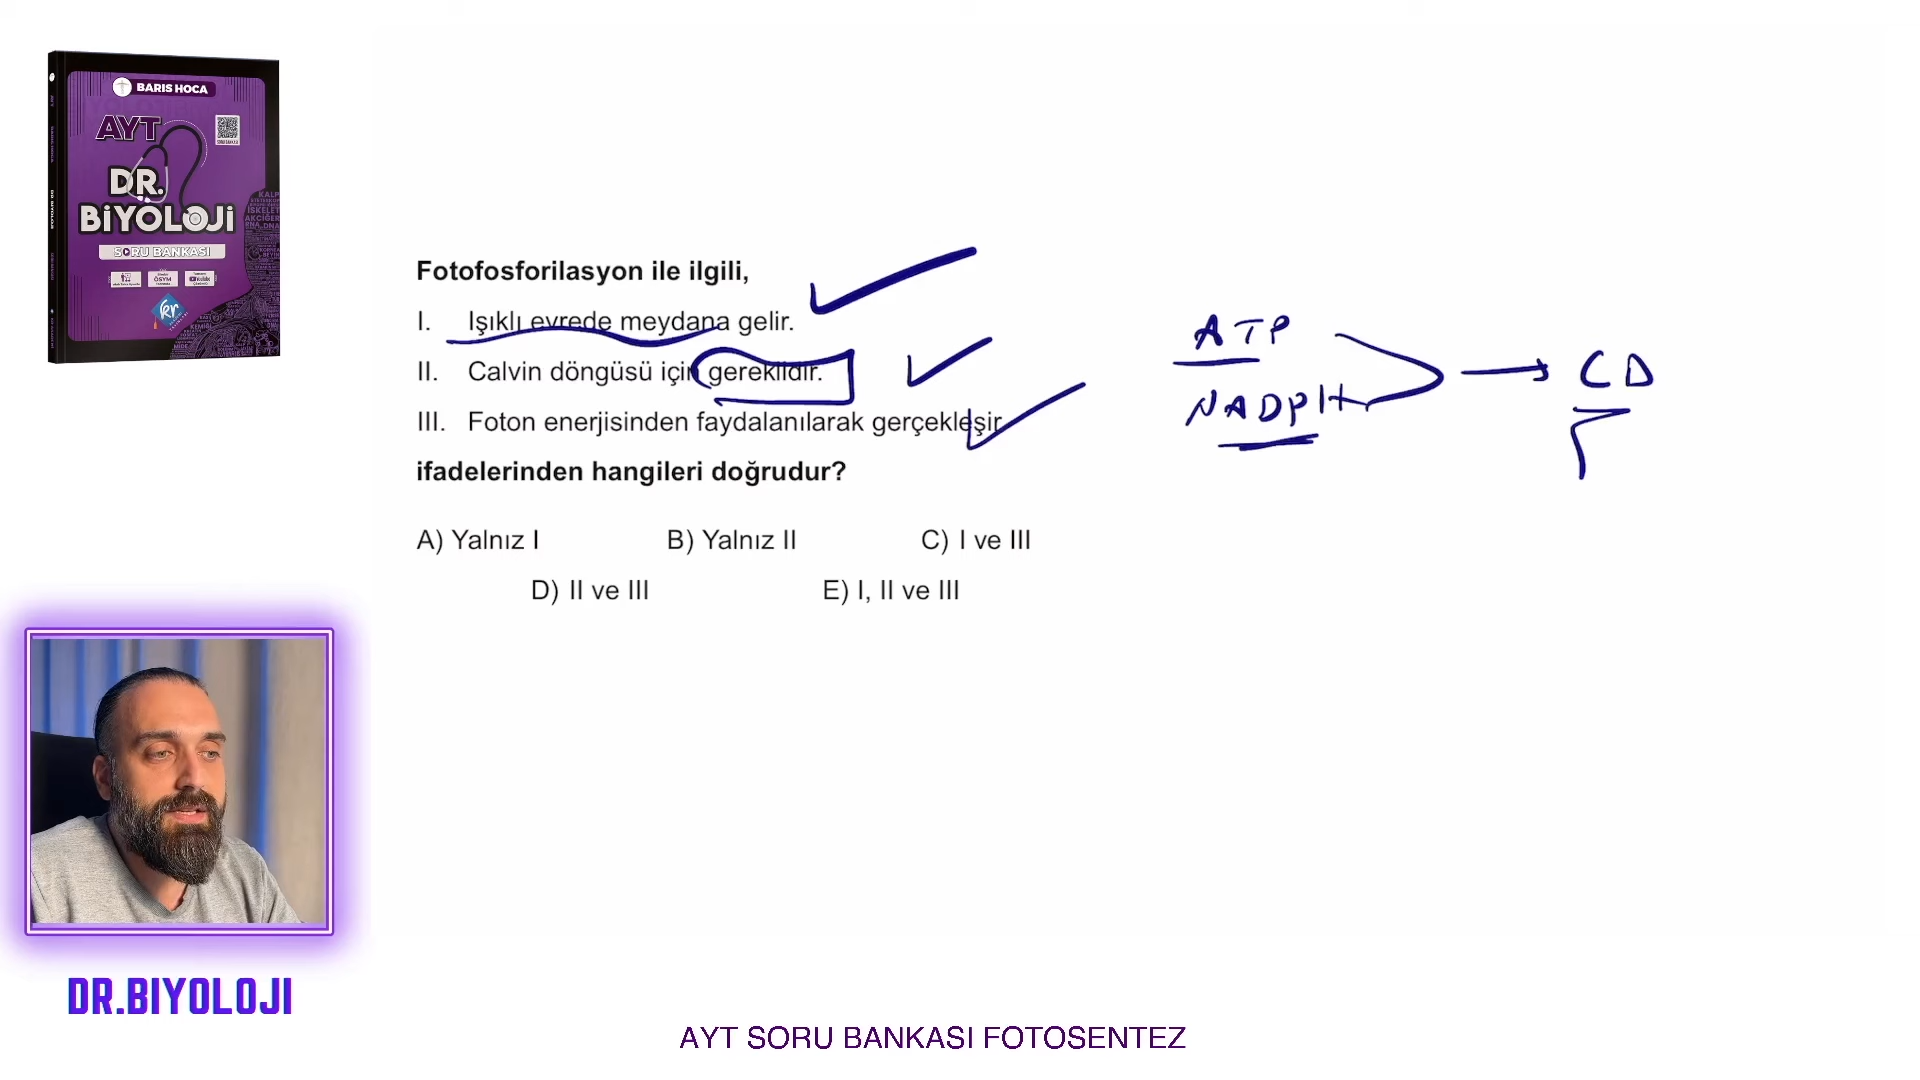 BARIS HOCA
AYT
DR.
BİYOLOJİ
SORU BANKASI
Fotofosforilasyon ile ilgili,
I. Işıklı evrede meydana gelir.
II. Calvin döngüsü için gereklidir.
III. Foton enerjisinden faydalanılarak gerçekleşir
ifadelerinden hangileri doğrudur?
A) Yalnız I B) Yalnız II C) I ve III
D) II ve III E) I, II ve III
ATP
NADPH
CD
DR.BIYOLOJI
AYT SORU BANKASI FOTOSENTEZ